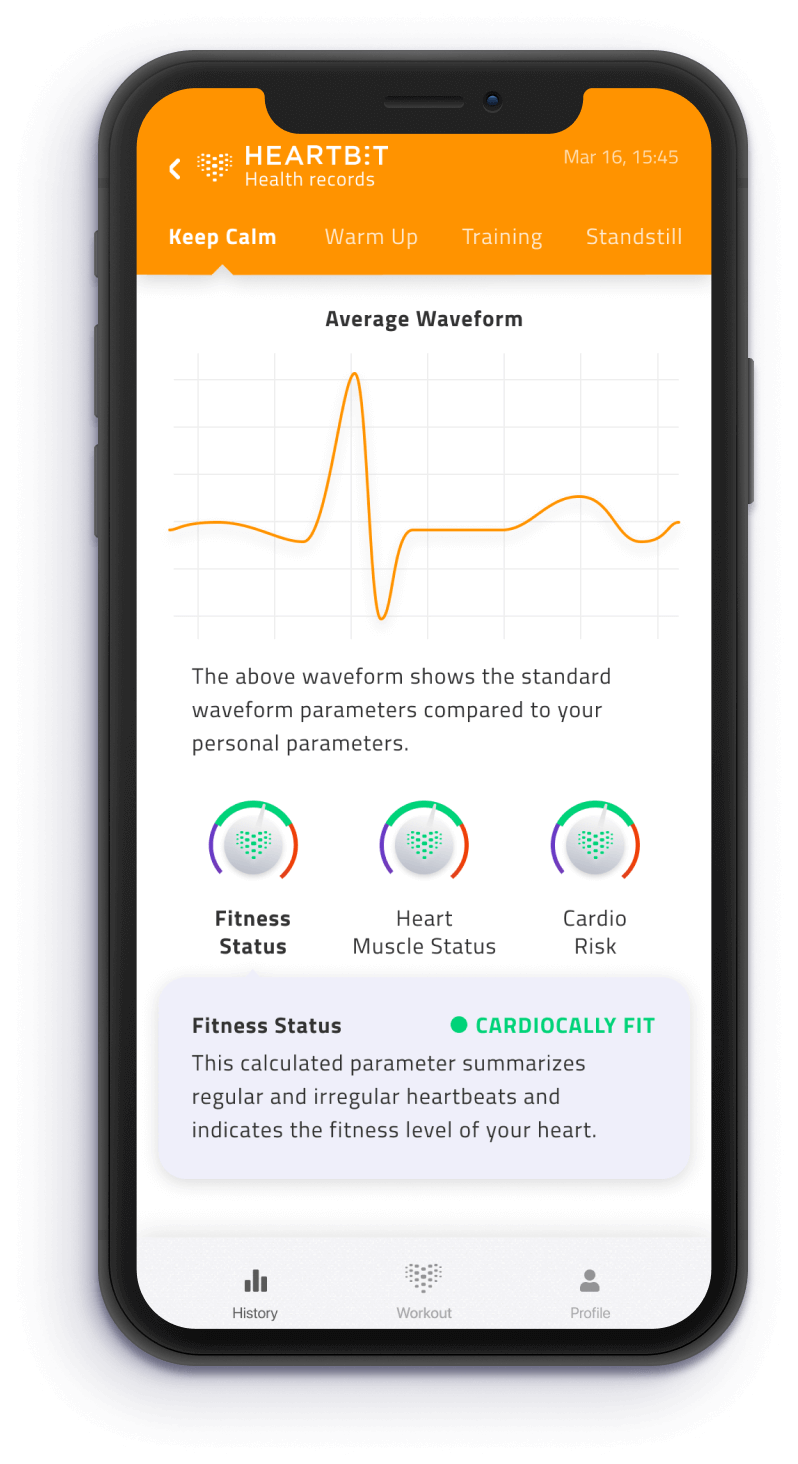 HEARTB:T
Health records
Mar 16, 15:45
Keep Calm Warm Up Training Standstill
Average Waveform
The above waveform shows the standard
waveform parameters compared to your
personal parameters.
Fitness
Status
Heart
Muscle Status
Cardio
Risk
Fitness Status CARDIOCALLY FIT
This calculated parameter summarizes
regular and irregular heartbeats and
indicates the fitness level of your heart.
History Workout Profile